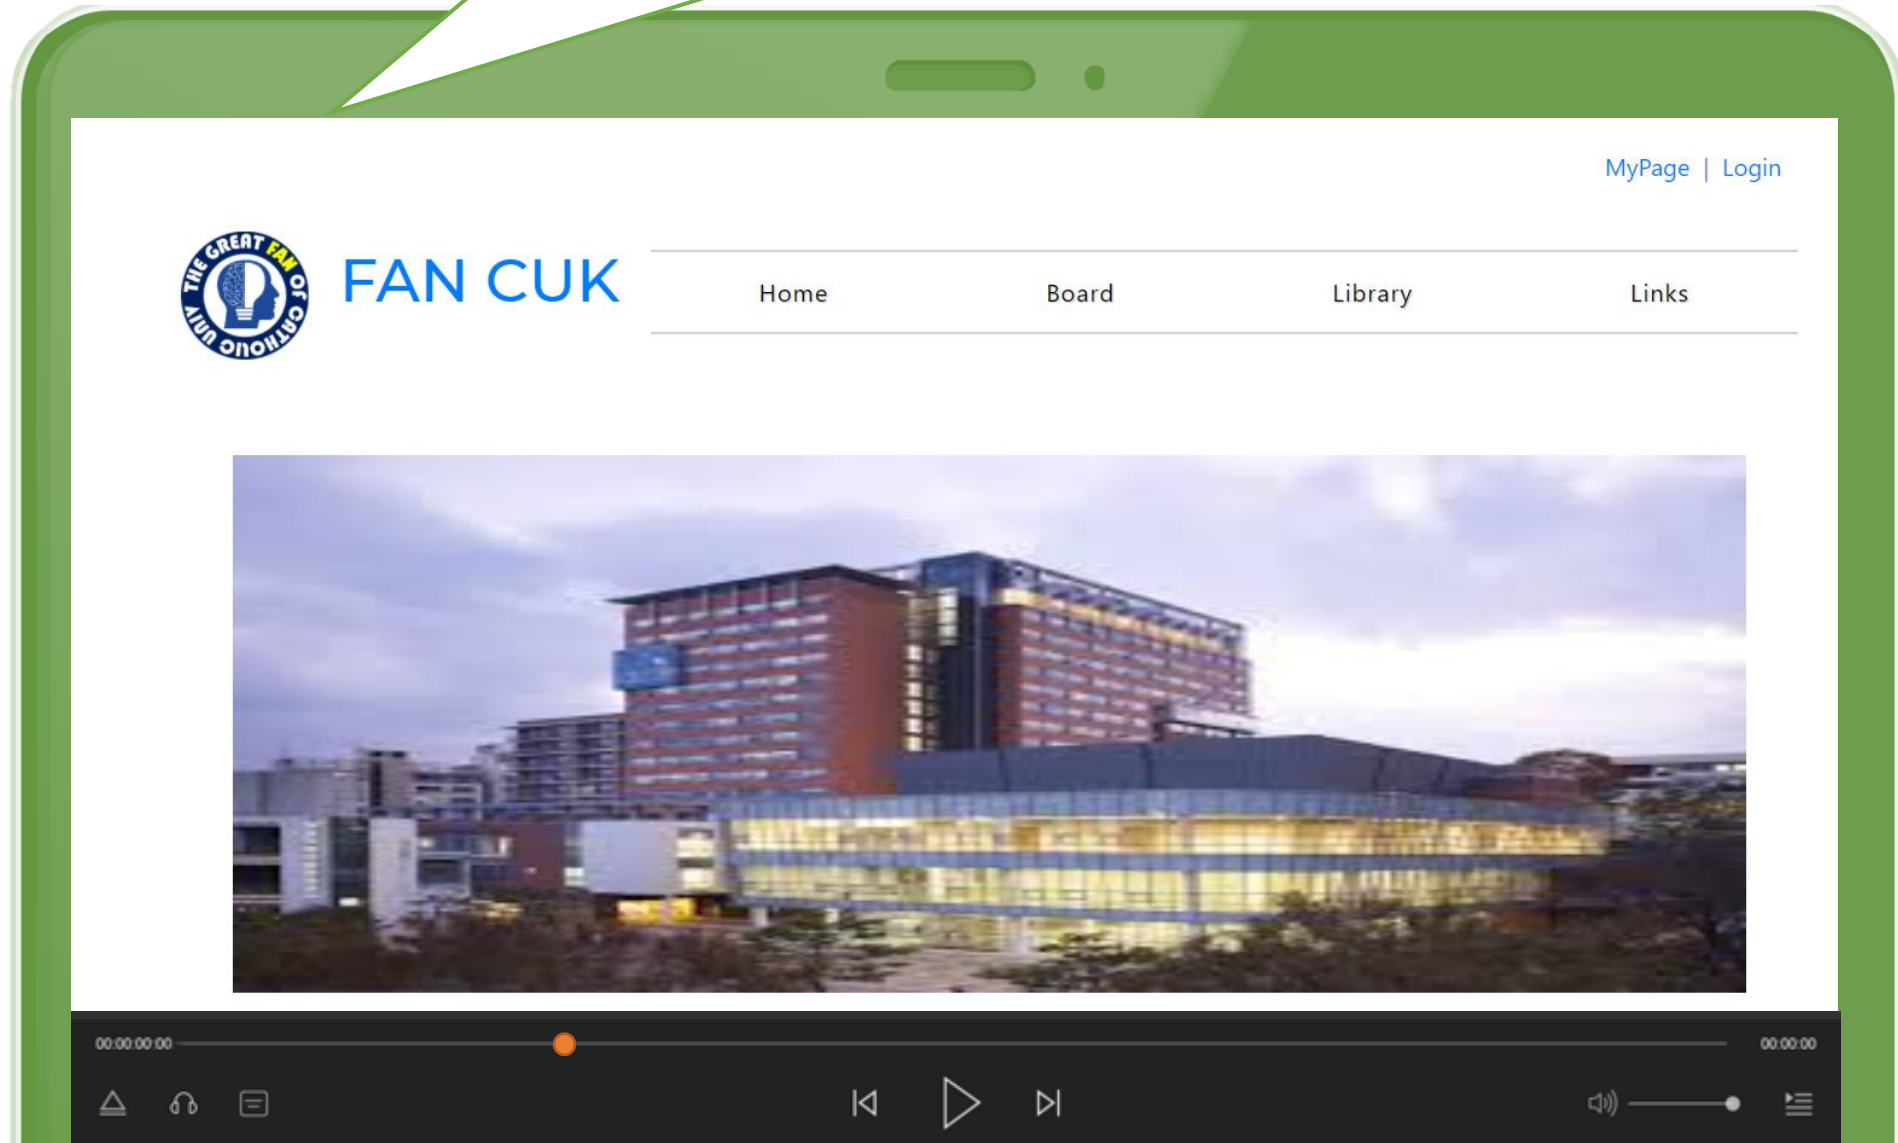 MyPage | Login
THE GREAT FAN OF CATHOLIC UNIV
FAN CUK
Home
Board
Library
Links
00:00:00:00
00:00:00